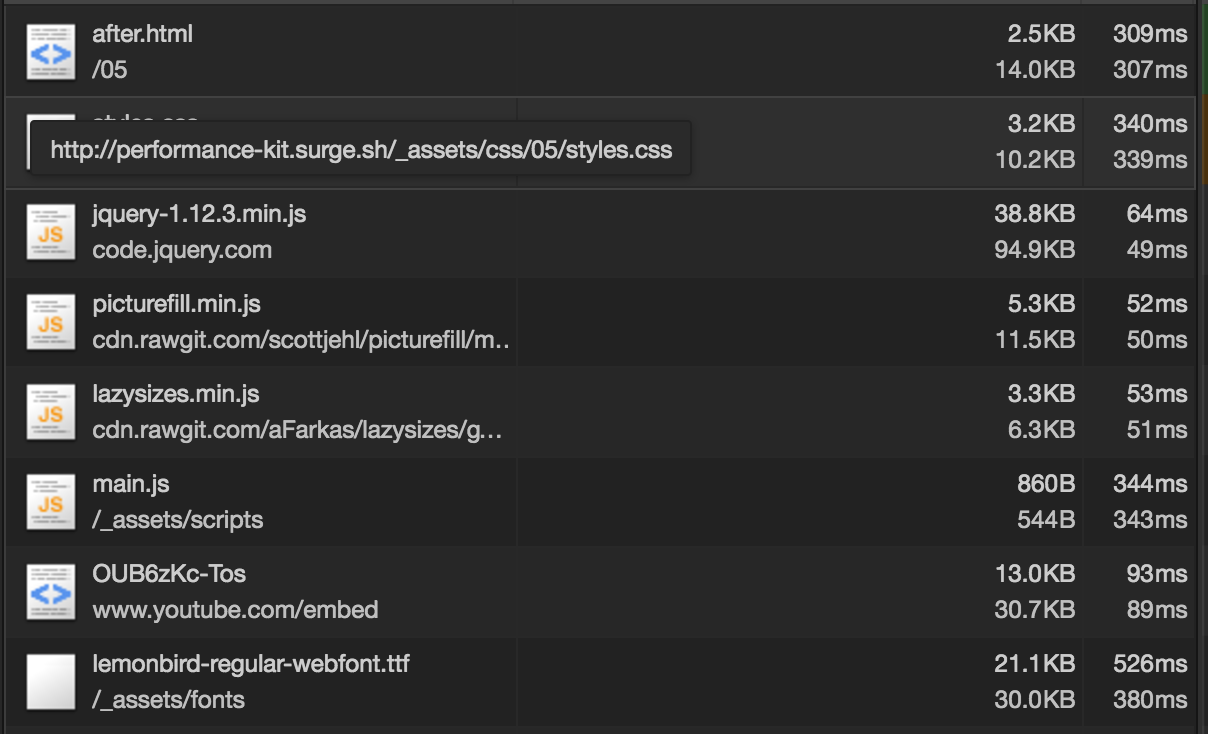 after.html 2.5KB 309ms
/05 14.0KB 307ms
styles.css 3.2KB 340ms
http://performance-kit.surge.sh/_assets/css/05/styles.css 10.2KB 339ms
jquery-1.12.3.min.js 38.8KB 64ms
code.jquery.com 94.9KB 49ms
picturefill.min.js 5.3KB 52ms
cdn.rawgit.com/scottjehl/picturefill/m.. 11.5KB 50ms
lazysizes.min.js 3.3KB 53ms
cdn.rawgit.com/aFarkas/lazysizes/g... 6.3KB 51ms
main.js 860B 344ms
/_assets/scripts 544B 343ms
OUB6zKc-Tos 13.0KB 93ms
www.youtube.com/embed 30.7KB 89ms
lemonbird-regular-webfont.ttf 21.1KB 526ms
/_assets/fonts 30.0KB 380ms